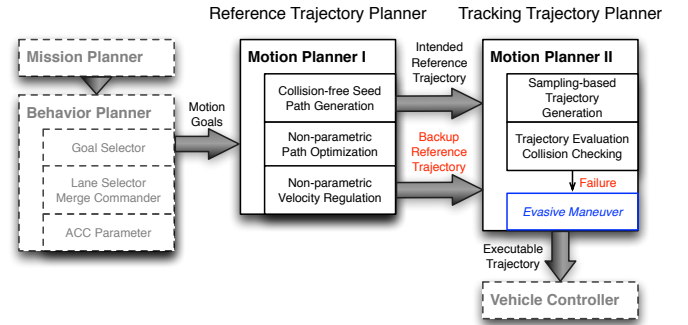 Reference Trajectory Planner
Tracking Trajectory Planner
Mission Planner
Behavior Planner
Goal Selector
Lane Selector
Merge Commander
ACC Parameter
Motion
Goals
Motion Planner I
Collision-free Seed
Path Generation
Non-parametric
Path Optimization
Non-parametric
Velocity Regulation
Intended
Reference
Trajectory
Backup
Reference
Trajectory
Motion Planner II
Sampling-based
Trajectory
Generation
Trajectory Evaluation
Collision Checking
Failure
Evasive Maneuver
Executable
Trajectory
Vehicle Controller